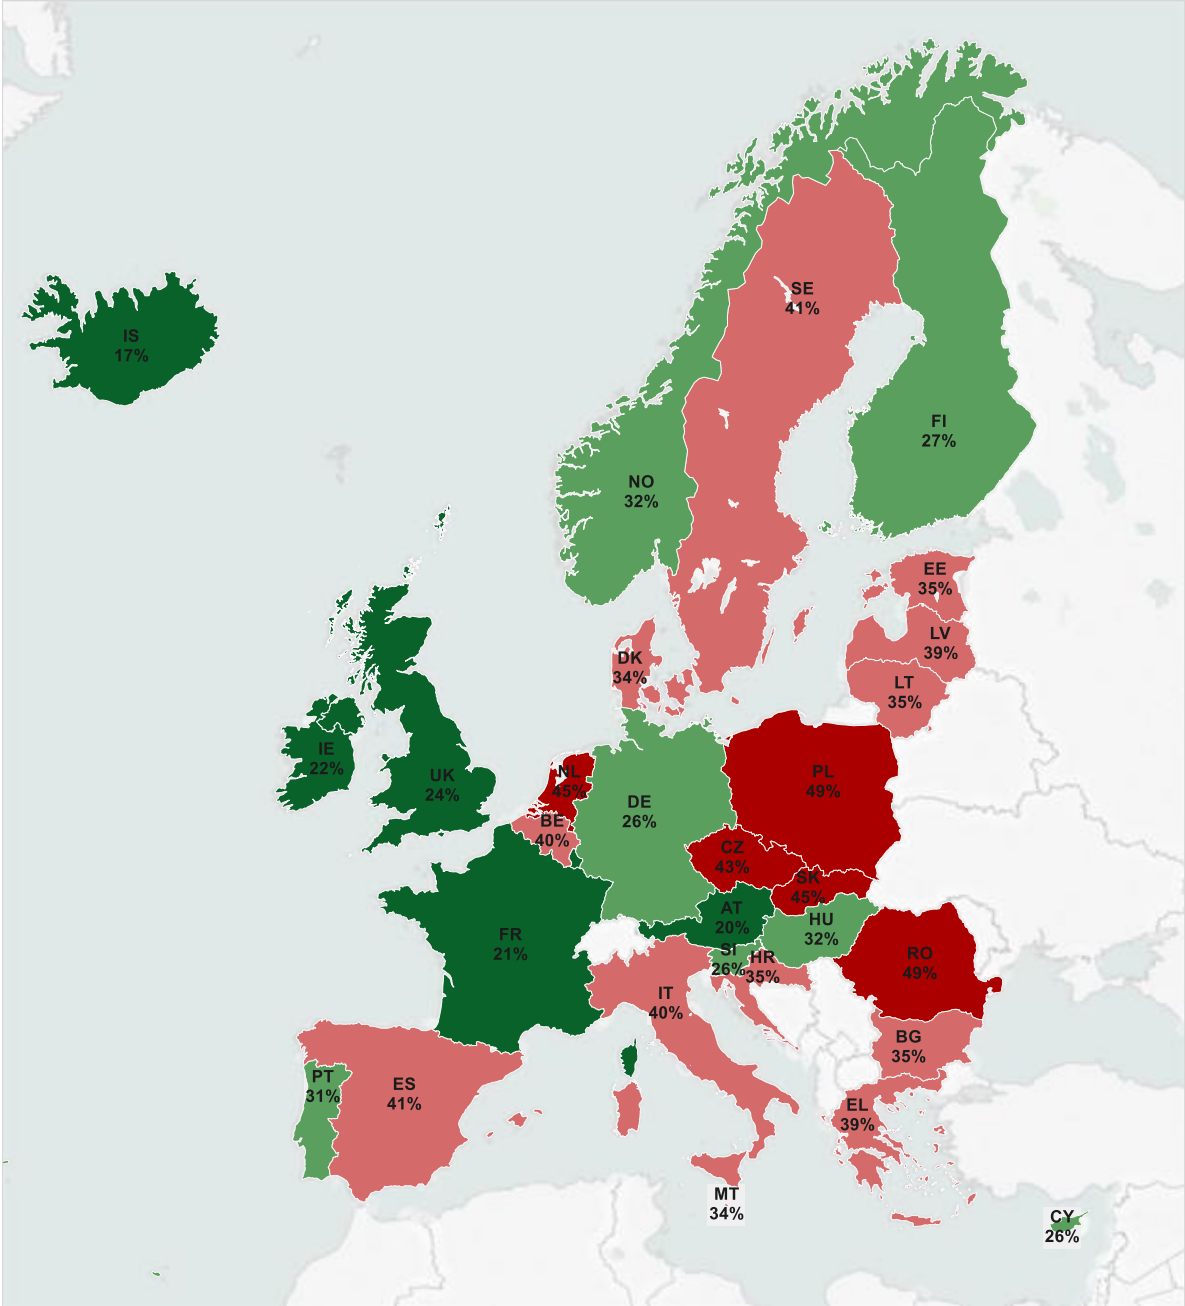 SE
41%
IS
17%
FI
27%
NO
32%
EE
35%
LV
39%
DK
34%
LT
35%
IE
22%
UK
24%
NL
45%
PL
49%
DE
26%
BE
40%
CZ
43%
SK
45%
AT
20%
HU
32%
FR
21%
SI
26%
HR
35%
RO
49%
IT
40%
BG
35%
PT
31%
ES
41%
EL
39%
MT
34%
CY
26%